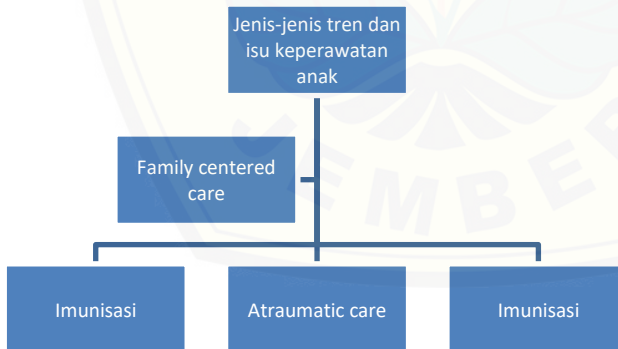 Jenis-jenis tren dan
isu keperawatan
anak
Family centered
care
Imunisasi
Atraumatic care
Imunisasi